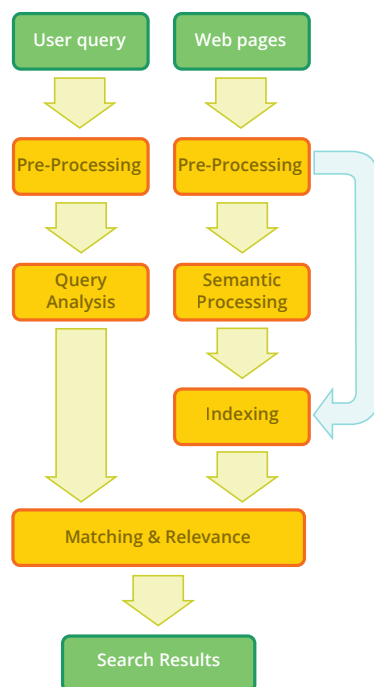 User query
Web pages
Pre-Processing
Pre-Processing
Query
Analysis
Semantic
Processing
Indexing
Matching & Relevance
Search Results